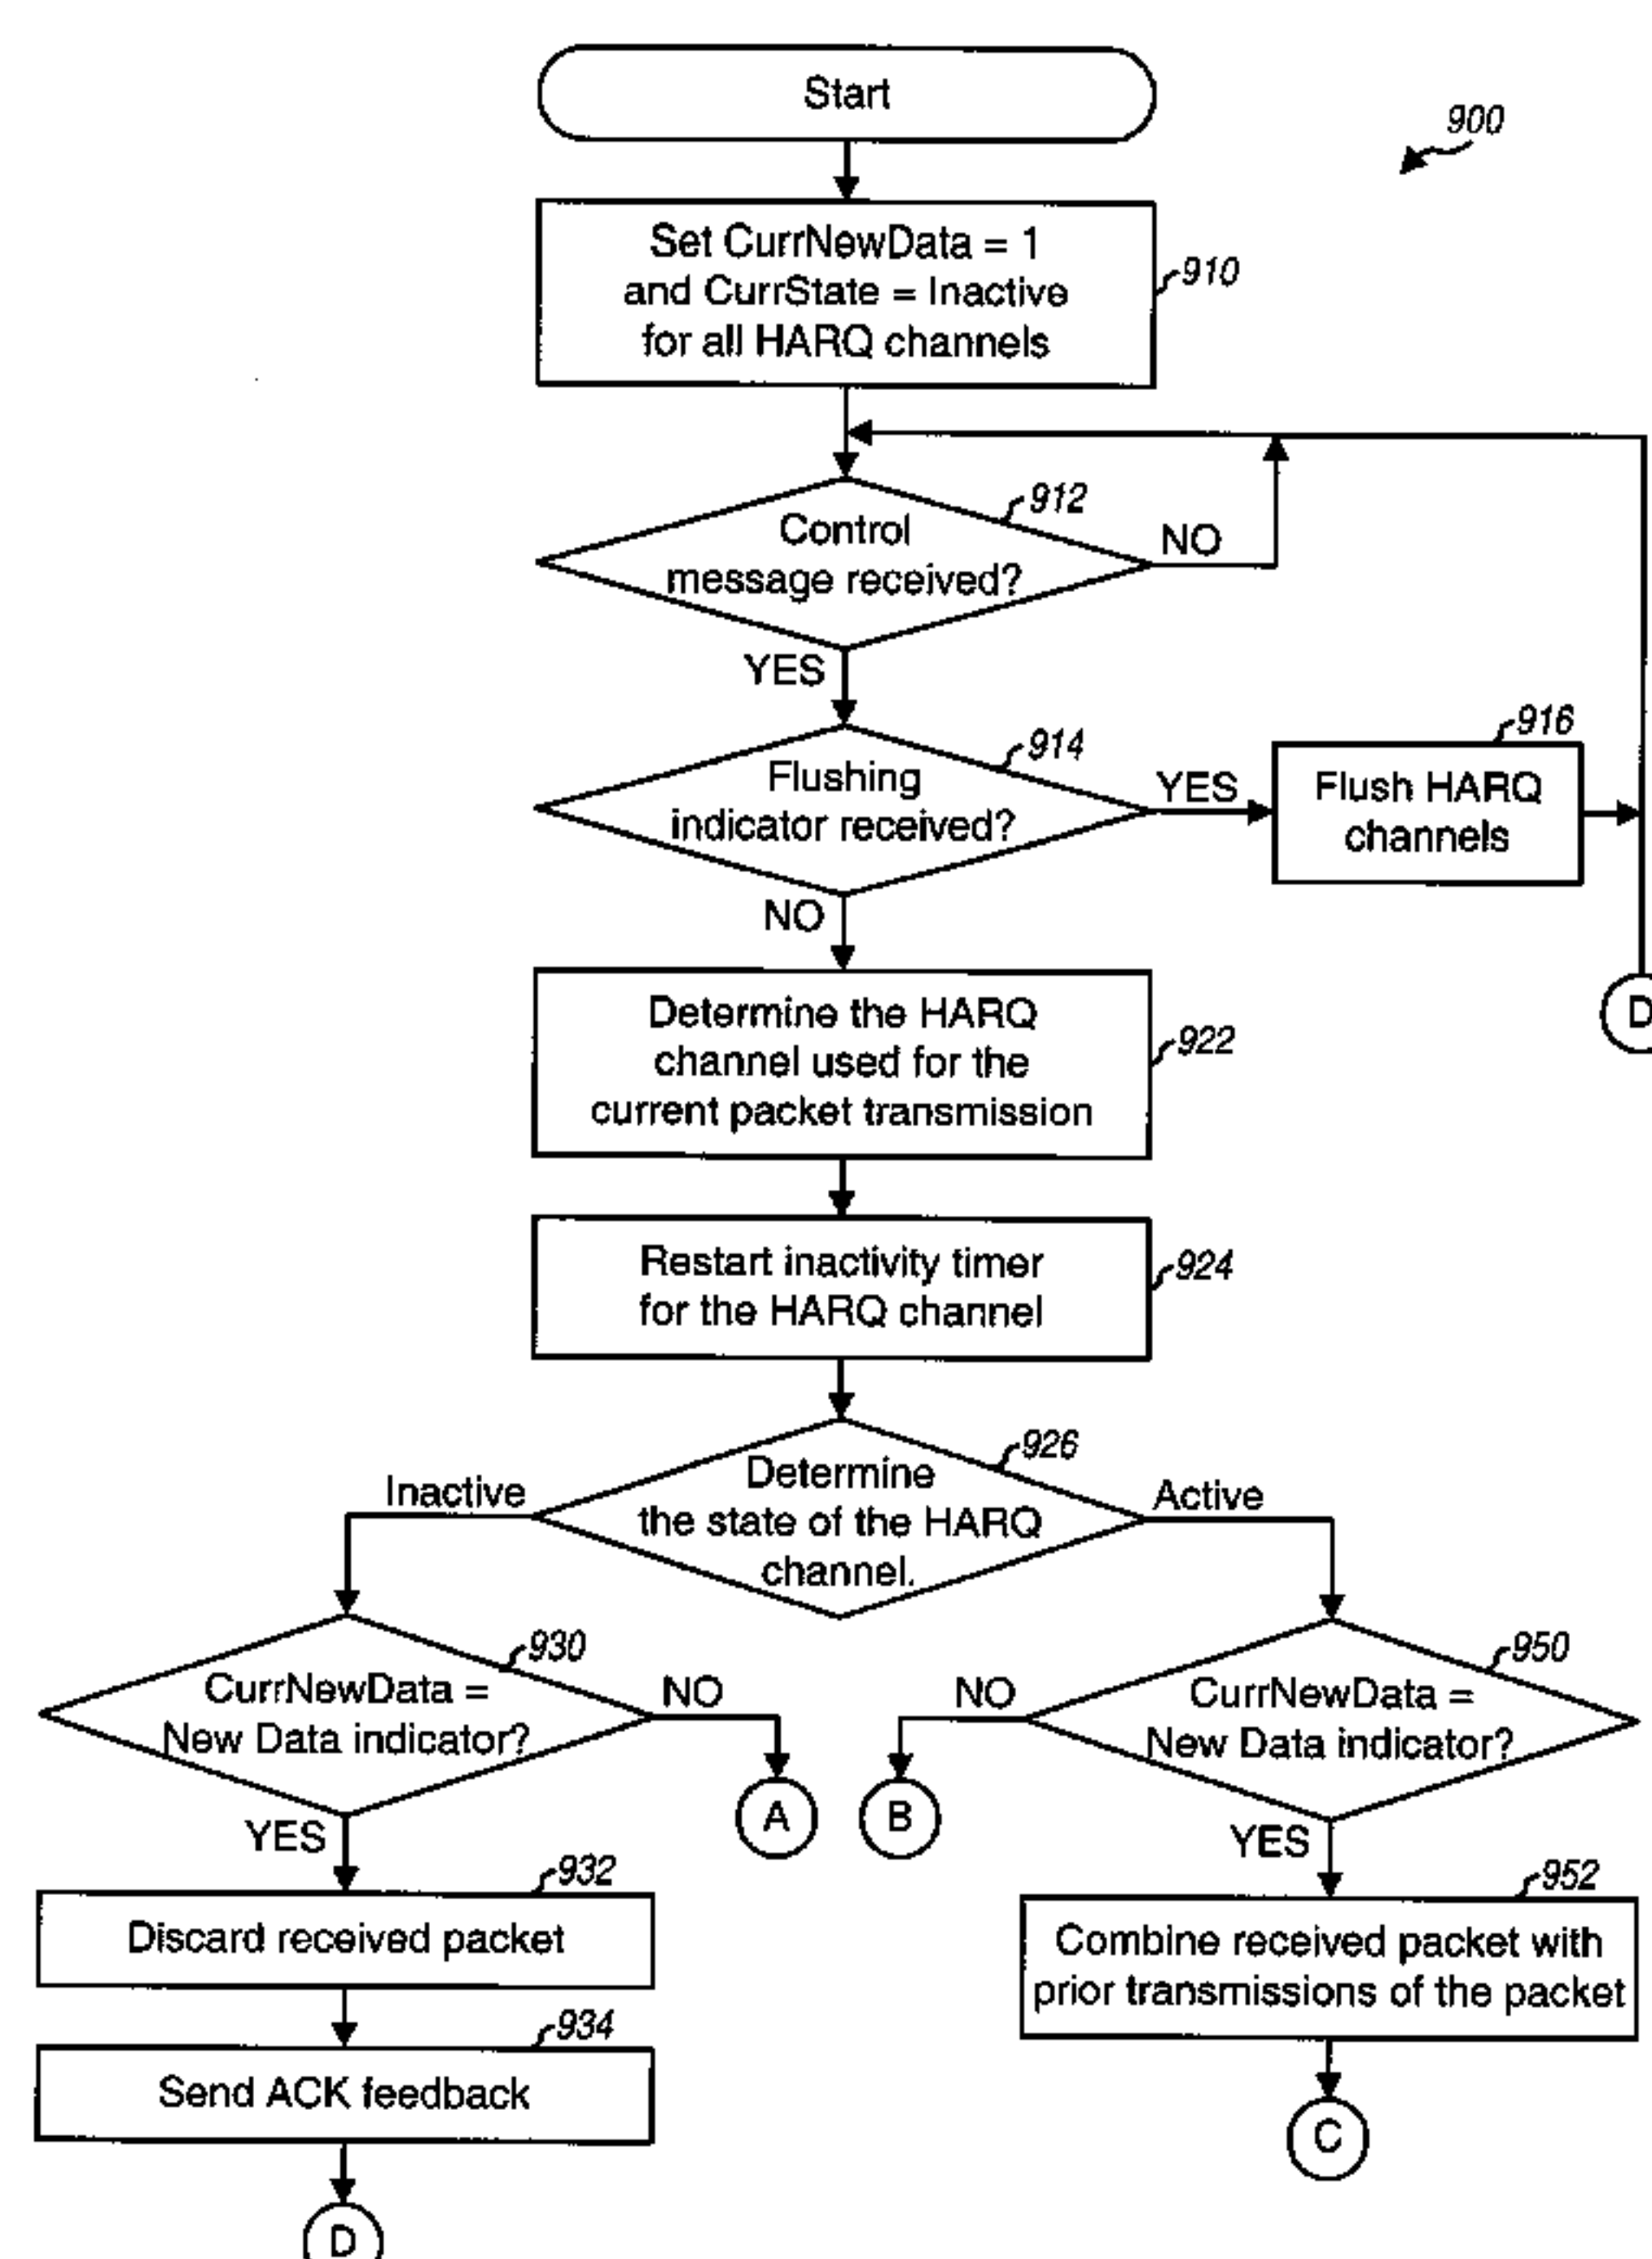 Start
900
Set CurrNewData = 1
and CurrState = Inactive
for all HARQ channels
910
912
Control
message received?
NO
YES
914
Flushing
indicator received?
YES
916
Flush HARQ
channels
NO
D
Determine the HARQ
channel used for the
current packet transmission
922
Restart inactivity timer
for the HARQ channel
924
926
Determine
the state of the HARQ
channel.
Inactive
Active
930
CurrNewData =
New Data indicator?
NO
A
YES
950
CurrNewData =
New Data indicator?
NO
B
YES
932
Discard received packet
952
Combine received packet with
prior transmissions of the packet
934
Send ACK feedback
C
D